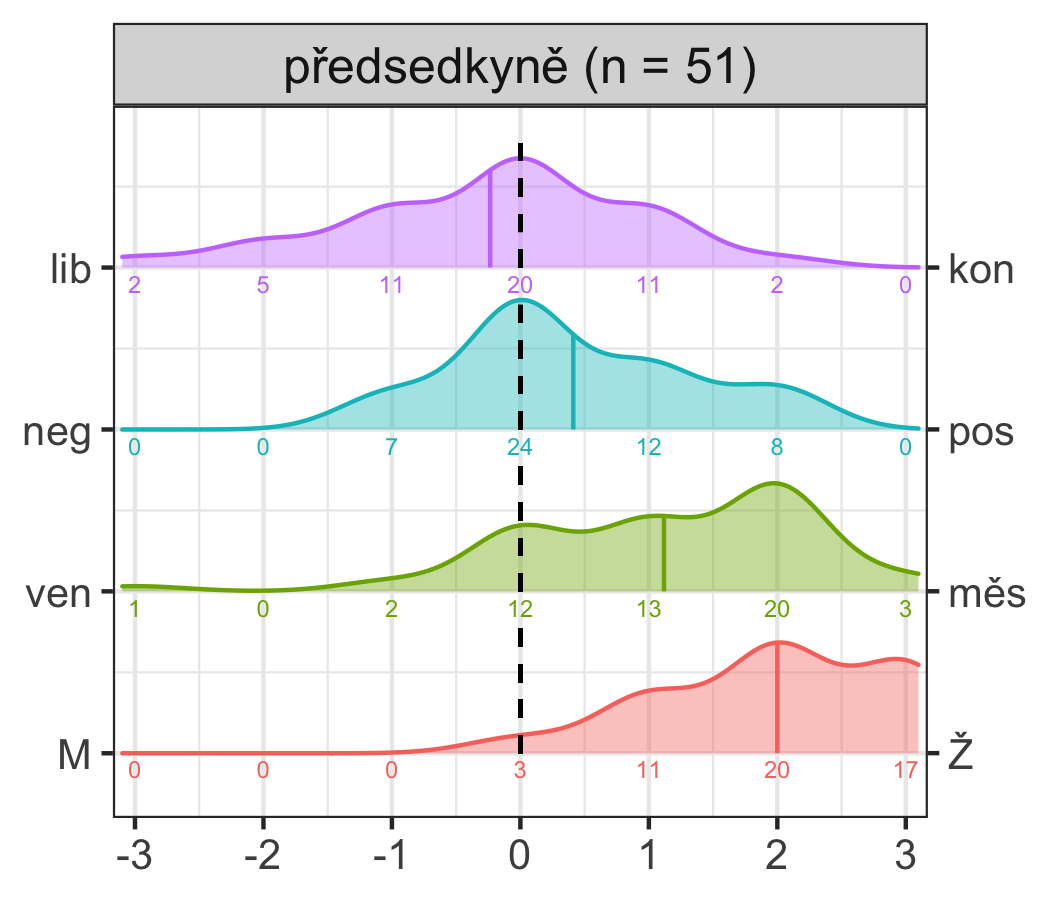 předsedkyně (n = 51)
lib kon
2 5 11 20 11 2 0
neg pos
0 0 7 24 12 8 0
ven měs
1 0 2 12 13 20 3
M Ž
0 0 0 3 11 20 17
-3 -2 -1 0 1 2 3